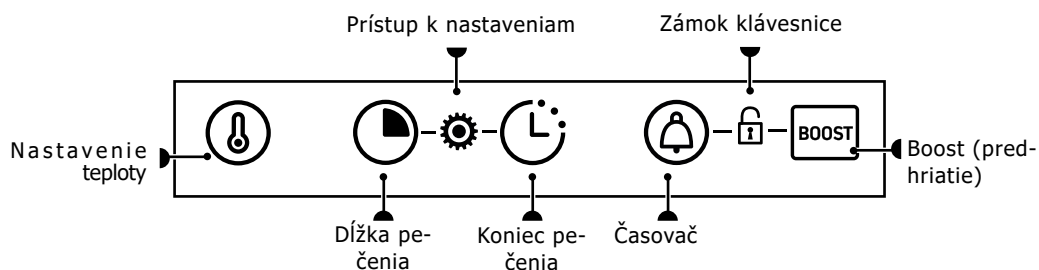 Prístup k nastaveniam
Zámok klávesnice
BOOST
Nastavenie
teploty
Boost (pred-
hriatie)
Dĺžka pe-
čenia
Koniec pe-
čenia
Časovač